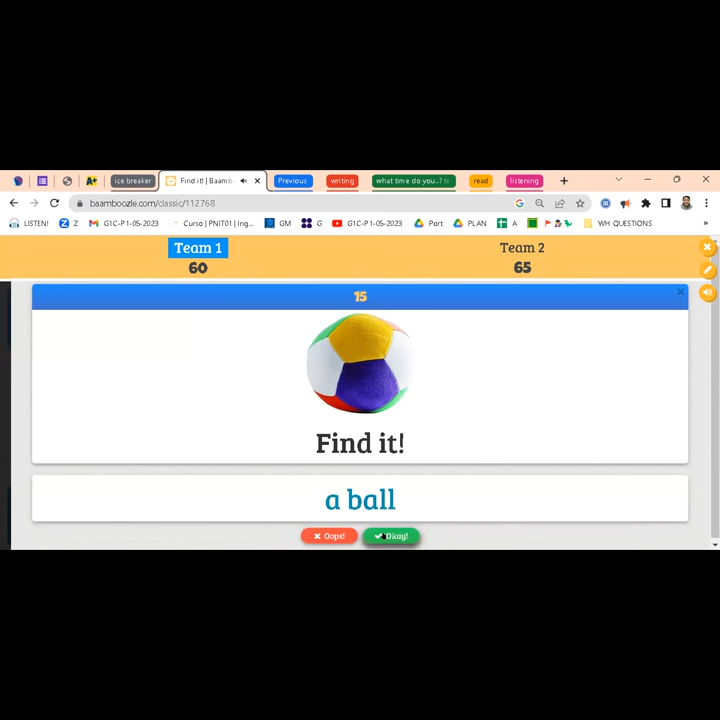 A+ ice breaker Find it! | Baamb Previous writing what time do you..? t read listening
baamboozle.com/classic/112768
LISTEN! Z Z G1C-P1-05-2023 Curso | PNIT01 | Ing... GM G G1C-P1-05-2023 Port PLAN A WH QUESTIONS »
Team 1 Team 2
60 65
15
Find it!
a ball
Oops! Okay!